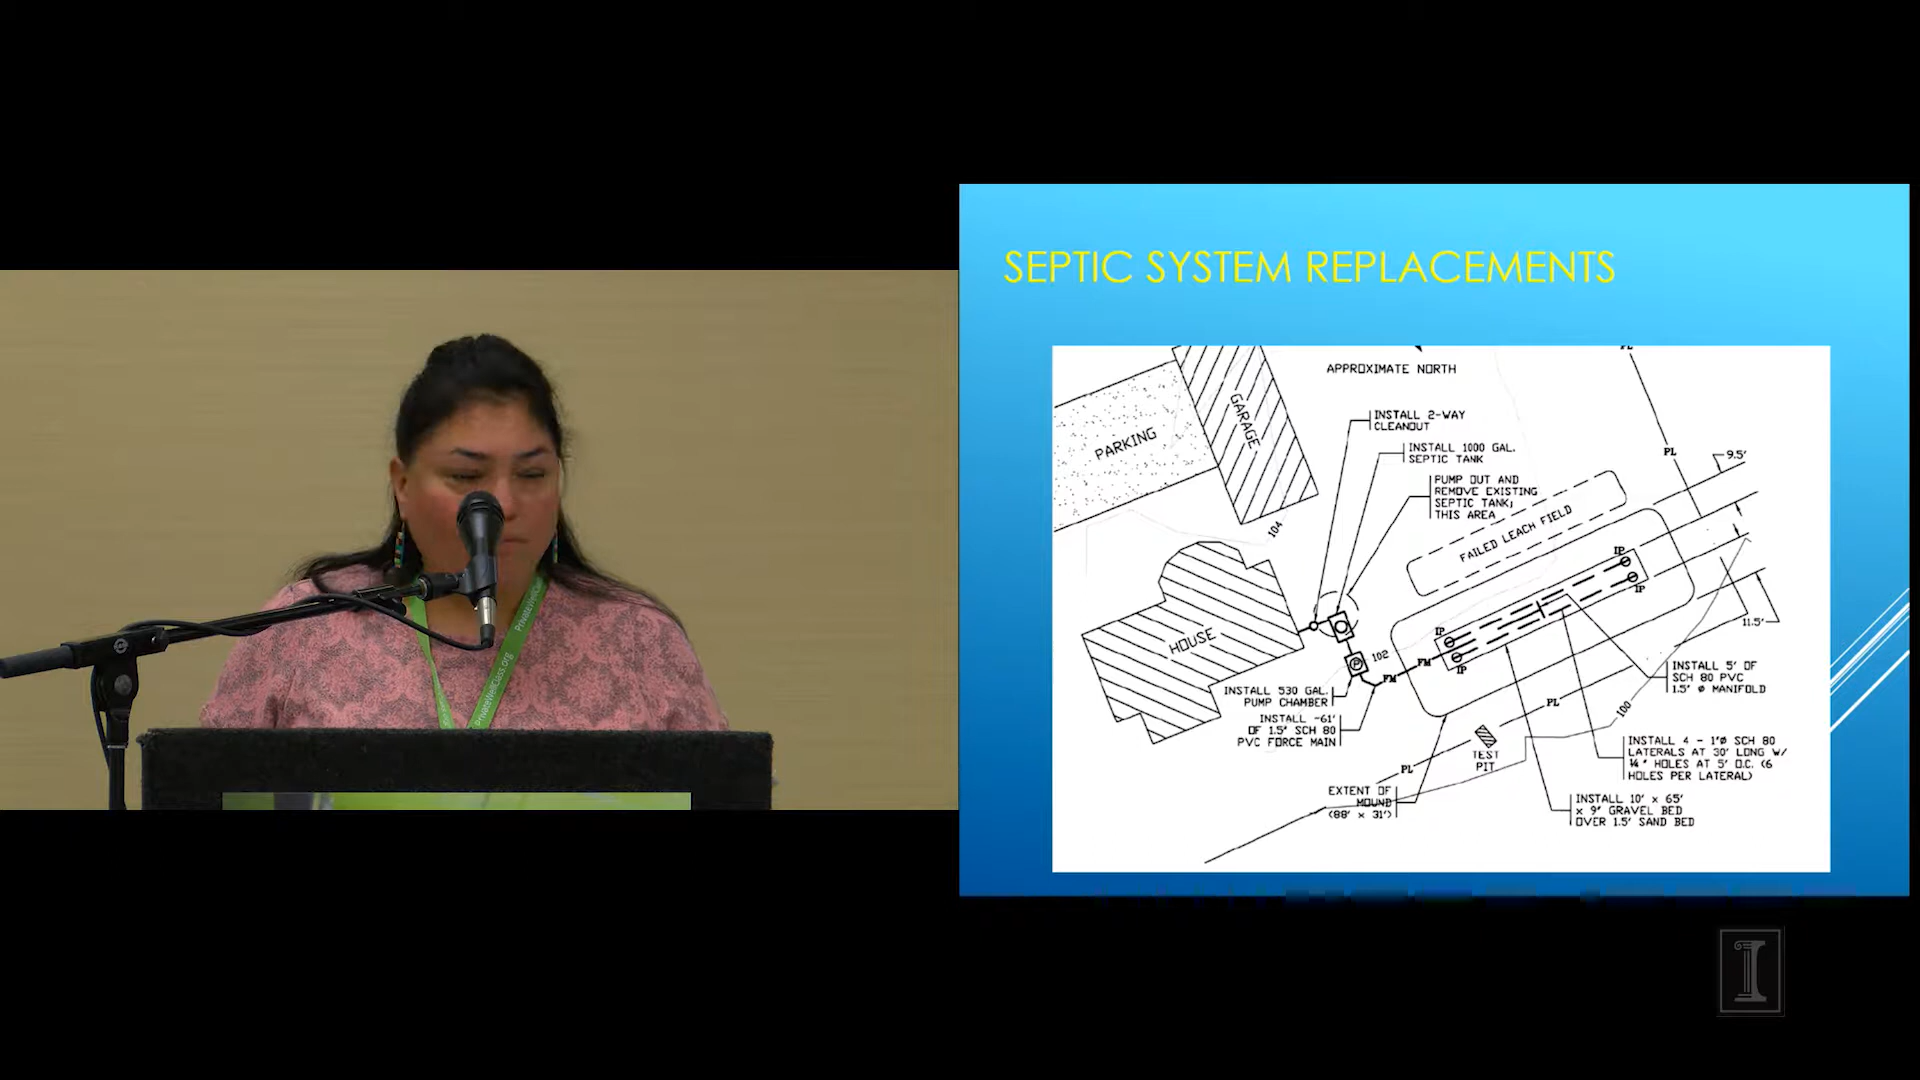 SEPTIC SYSTEM REPLACEMENTS
PL
APPROXIMATE NORTH
GARAGE
PARKING
INSTALL 2-WAY
CLEANOUT
INSTALL 1000 GAL.
SEPTIC TANK
PUMP OUT AND
REMOVE EXISTING
SEPTIC TANK;
THIS AREA
PL
9.5'
104
FAILED LEACH FIELD
IP
IP
HOUSE
IP
IP
102
FM
FM
11.5'
INSTALL 530 GAL.
PUMP CHAMBER
INSTALL ~61'
OF 1.5" SCH 80
PVC FORCE MAIN
INSTALL 5' OF
SCH 80 PVC
1.5" Ø MANIFOLD
PL
100
TEST
PIT
PL
INSTALL 4 - 1"Ø SCH 80
LATERALS AT 30' LONG W/
¼" HOLES AT 5' O.C. (6
HOLES PER LATERAL)
EXTENT OF
MOUND
(88' x 31')
INSTALL 10' x 65'
x 9" GRAVEL BED
OVER 1.5' SAND BED
PrivateWellClass.org
PrivateWellCl
I